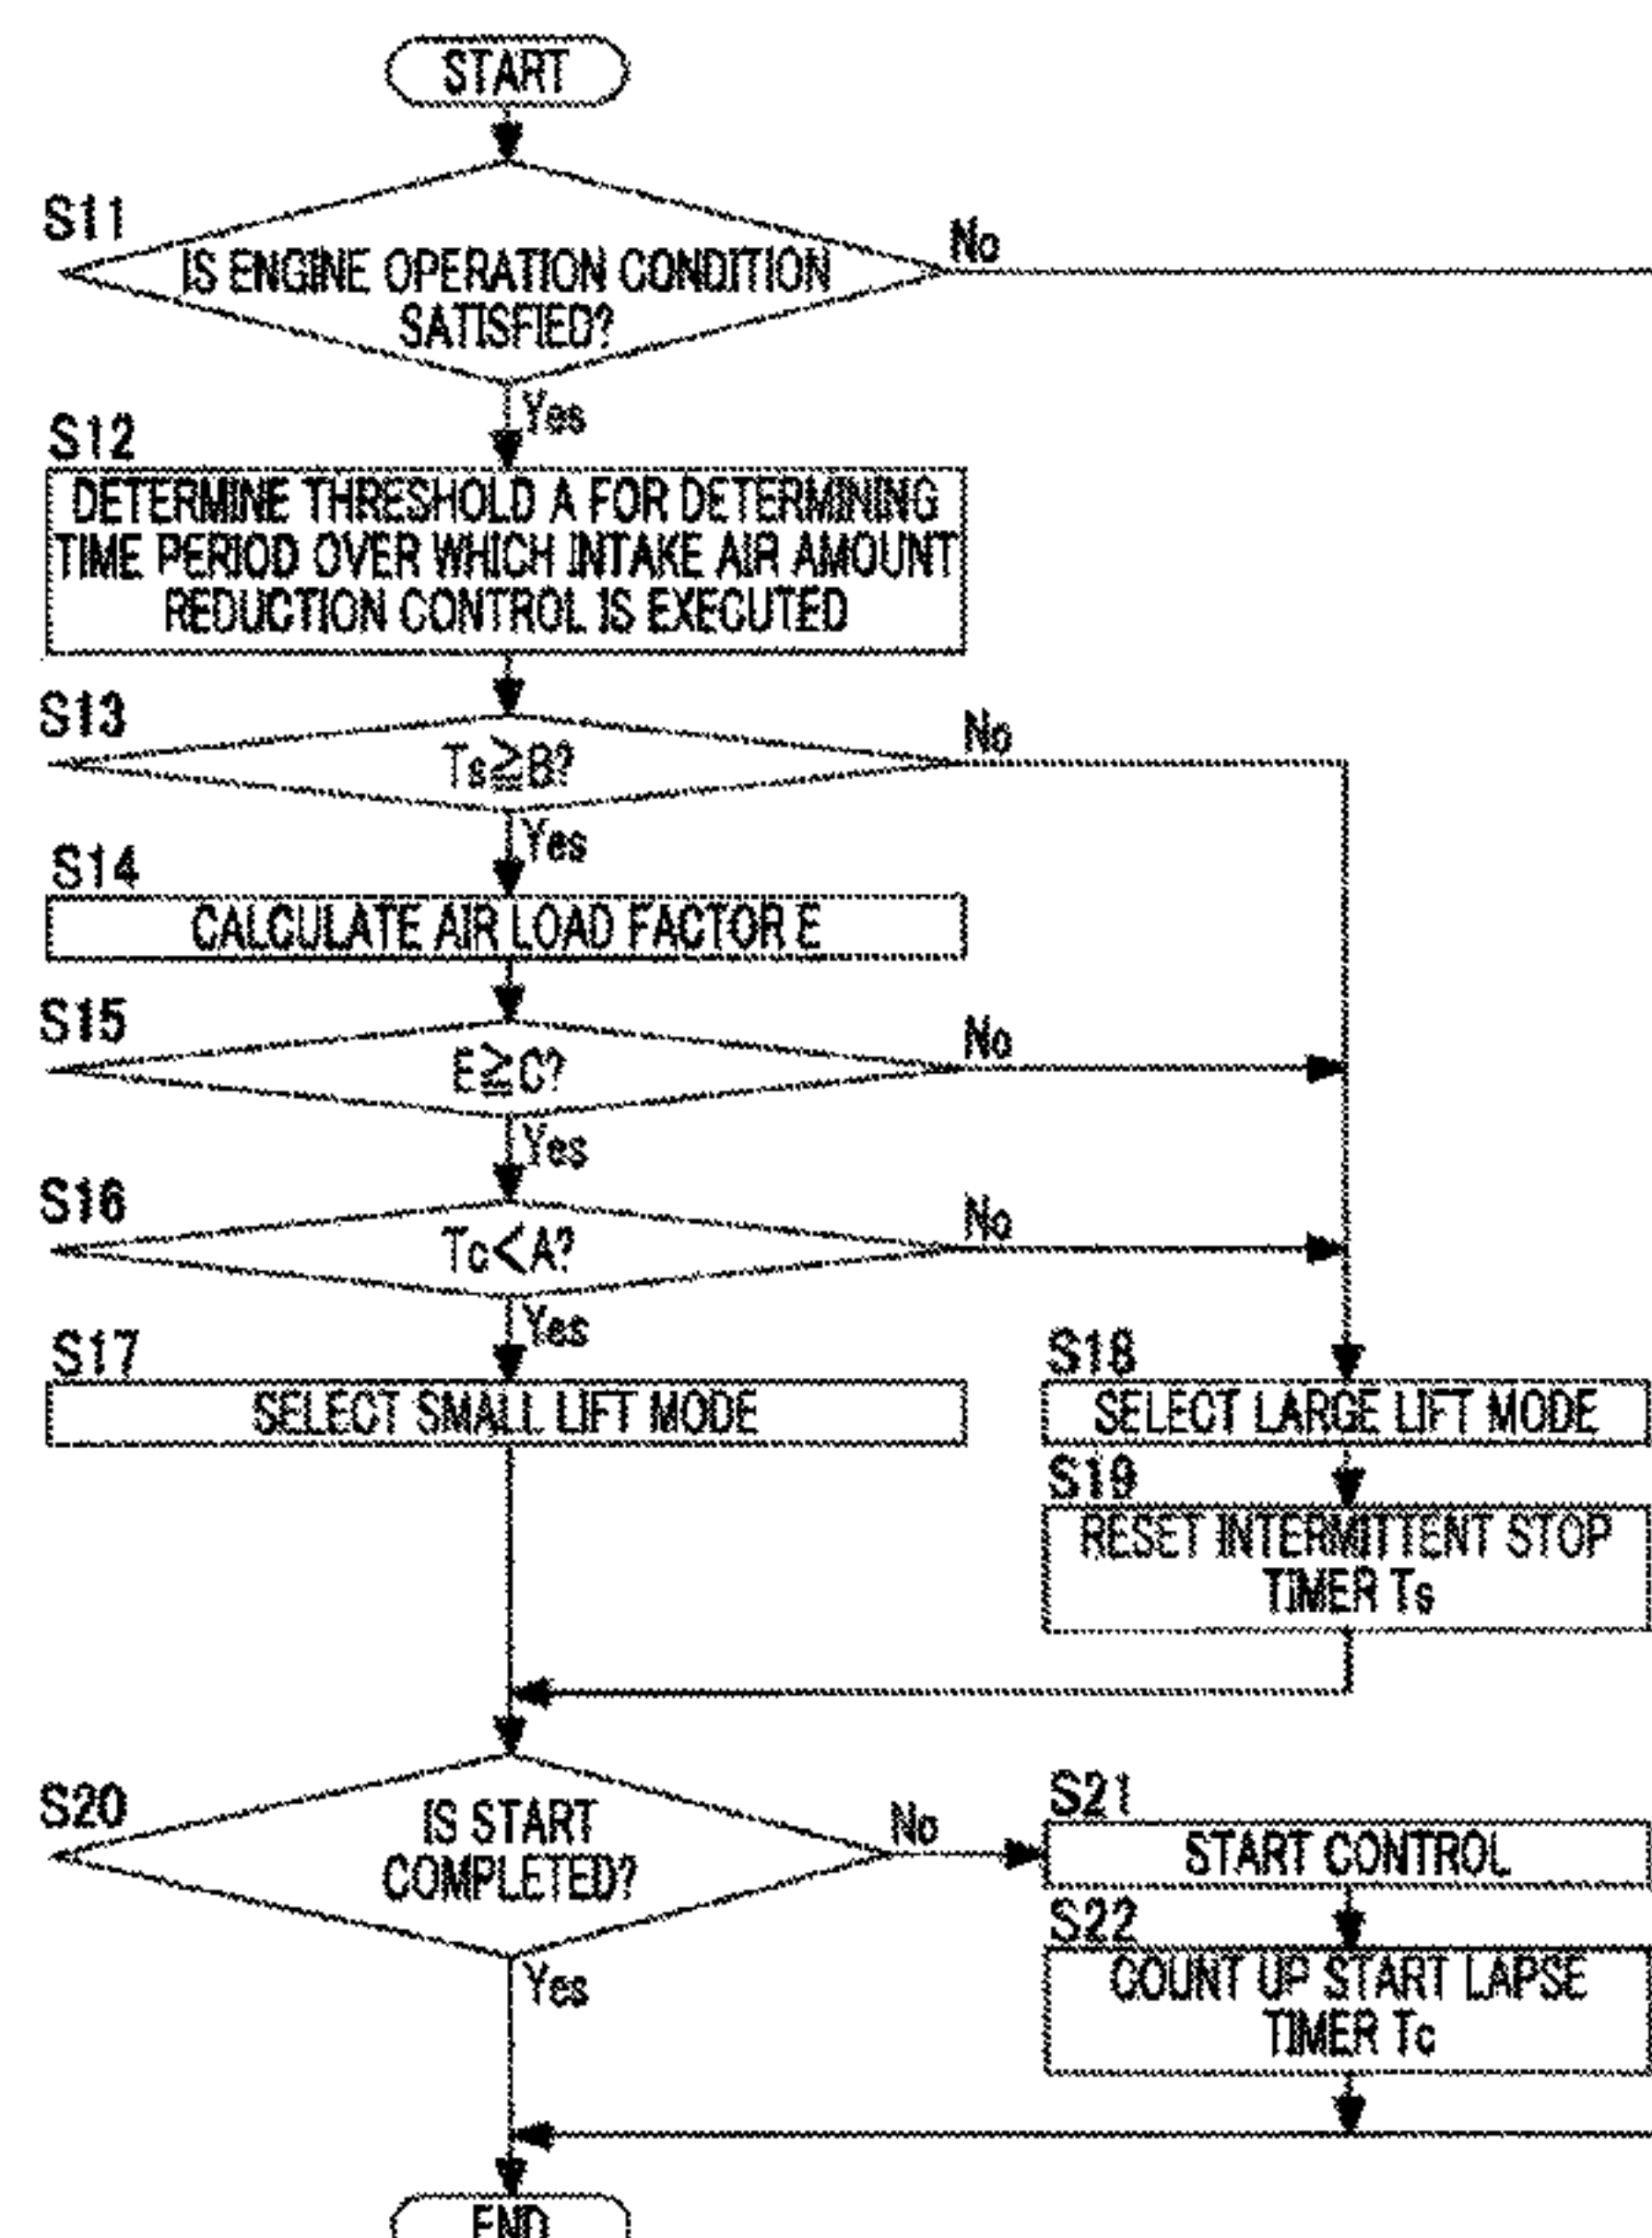 START
S11
No
IS ENGINE OPERATION CONDITION
SATISFIED?
Yes
S12
DETERMINE THRESHOLD A FOR DETERMINING
TIME PERIOD OVER WHICH INTAKE AIR AMOUNT
REDUCTION CONTROL IS EXECUTED
S13
No
Ts≧B?
Yes
S14
CALCULATE AIR LOAD FACTOR E
S15
No
E≧C?
Yes
S16
No
Tc<A?
Yes
S17
SELECT SMALL LIFT MODE
S18
SELECT LARGE LIFT MODE
S19
RESET INTERMITTENT STOP
TIMER Ts
S20
IS START
COMPLETED?
No
Yes
S21
START CONTROL
S22
COUNT UP START LAPSE
TIMER Tc
END